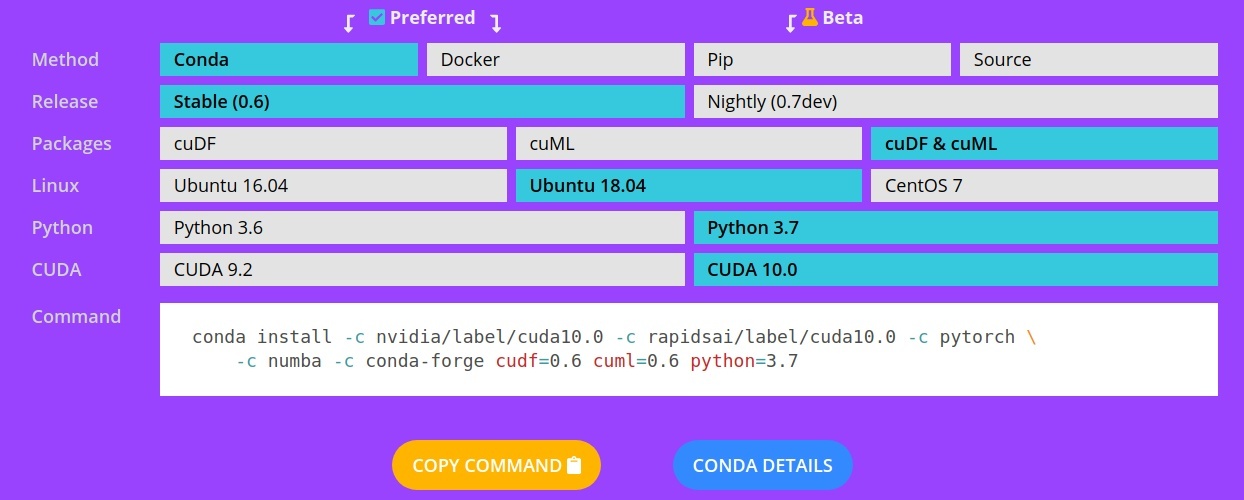 Preferred Beta
Method Conda Docker Pip Source
Release Stable (0.6) Nightly (0.7dev)
Packages cuDF cuML cuDF & cuML
Linux Ubuntu 16.04 Ubuntu 18.04 CentOS 7
Python Python 3.6 Python 3.7
CUDA CUDA 9.2 CUDA 10.0
Command conda install -c nvidia/label/cuda10.0 -c rapidsai/label/cuda10.0 -c pytorch \
-c numba -c conda-forge cudf=0.6 cuml=0.6 python=3.7
COPY COMMAND CONDA DETAILS